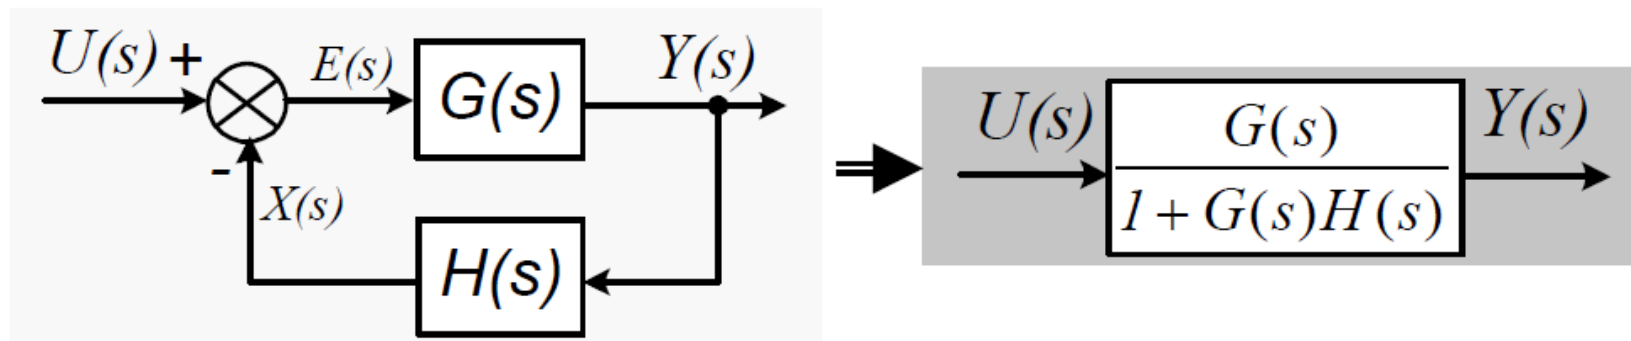 U(s) + E(s) G(s) Y(s)
- X(s)
H(s)
U(s) G(s) Y(s)
1 + G(s)H(s)